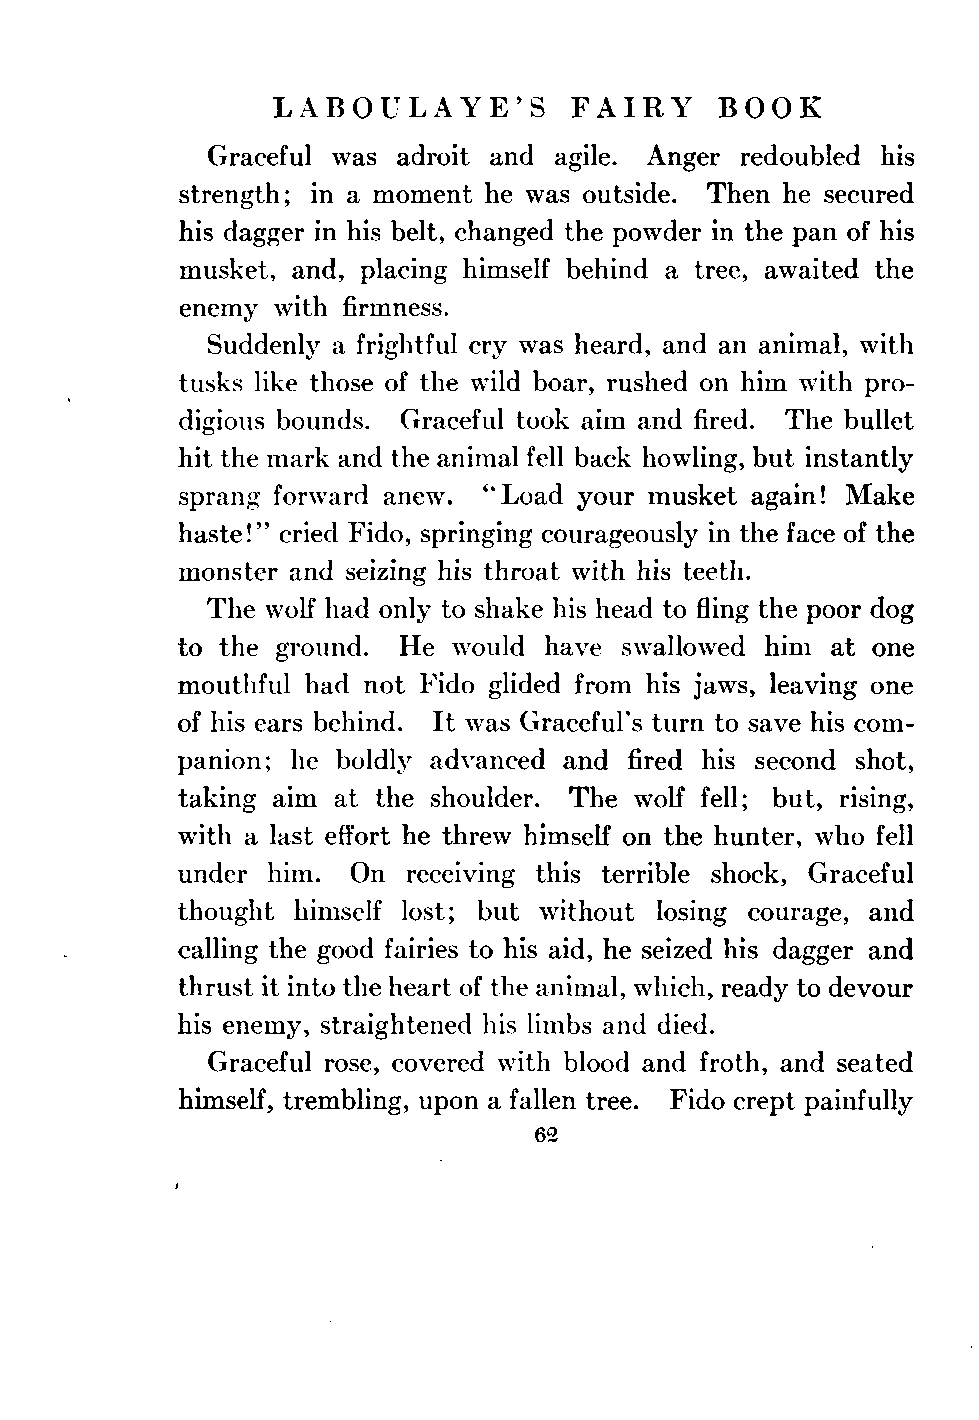 LABOULAYE'S FAIRY BOOK
Graceful was adroit and agile. Anger redoubled his
strength; in a moment he was outside. Then he secured
his dagger in his belt, changed the powder in the pan of his
musket, and, placing himself behind a tree, awaited the
enemy with firmness.
Suddenly a frightful cry was heard, and an animal, with
tusks like those of the wild boar, rushed on him with pro-
digious bounds. Graceful took aim and fired. The bullet
hit the mark and the animal fell back howling, but instantly
sprang forward anew. "Load your musket again! Make
haste!" cried Fido, springing courageously in the face of the
monster and seizing his throat with his teeth.
The wolf had only to shake his head to fling the poor dog
to the ground. He would have swallowed him at one
mouthful had not Fido glided from his jaws, leaving one
of his ears behind. It was Graceful's turn to save his com-
panion; he boldly advanced and fired his second shot,
taking aim at the shoulder. The wolf fell; but, rising,
with a last effort he threw himself on the hunter, who fell
under him. On receiving this terrible shock, Graceful
thought himself lost; but without losing courage, and
calling the good fairies to his aid, he seized his dagger and
thrust it into the heart of the animal, which, ready to devour
his enemy, straightened his limbs and died.
Graceful rose, covered with blood and froth, and seated
himself, trembling, upon a fallen tree. Fido crept painfully
62